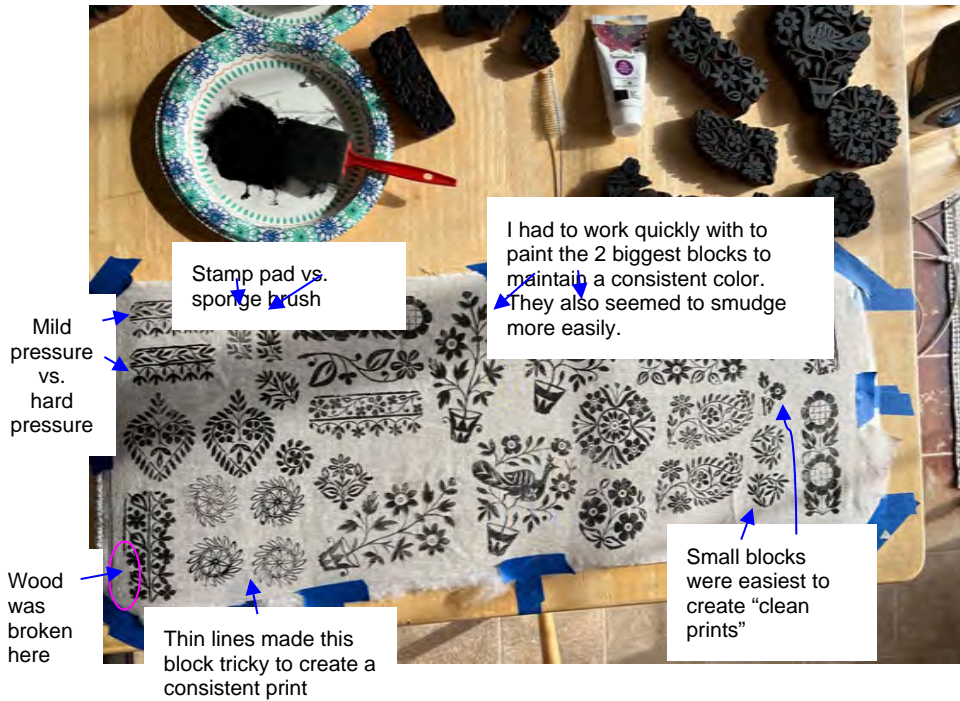 Stamp pad vs.
sponge brush
I had to work quickly with to
paint the 2 biggest blocks to
maintain a consistent color.
They also seemed to smudge
more easily.
Mild
pressure
vs.
hard
pressure
Wood
was
broken
here
Thin lines made this
block tricky to create a
consistent print
Small blocks
were easiest to
create “clean
prints”